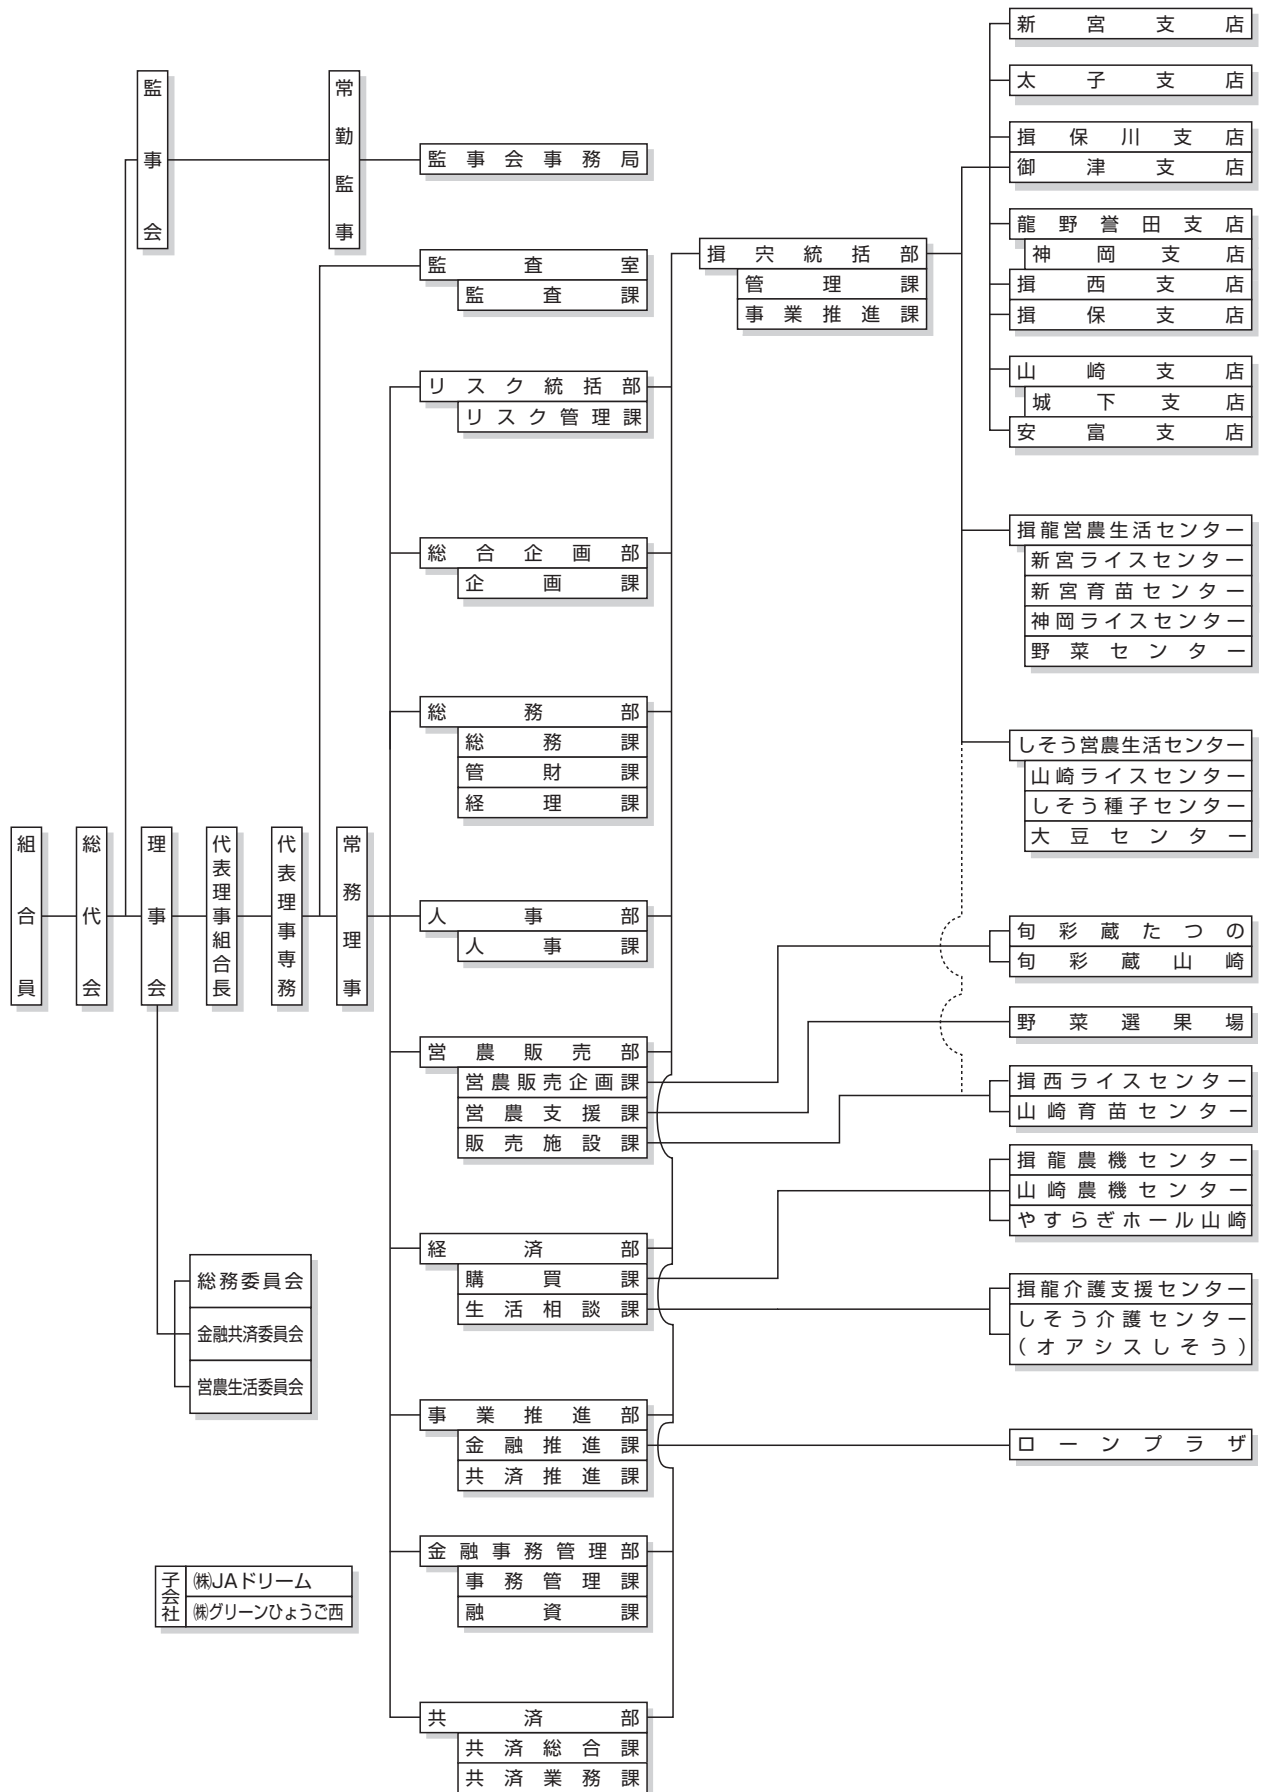 組合員
総代会
監事会
常勤監事
監事会事務局
理事会
代表理事組合長
代表理事専務
常務理事
総務委員会
金融共済委員会
営農生活委員会
子会社
㈱JAドリーム
㈱グリーンひょうご西
監査室
監査課
リスク統括部
リスク管理課
総合企画部
企画課
総務部
総務課
管財課
経理課
人事部
人事課
営農販売部
営農販売企画課
営農支援課
販売施設課
経済部
購買課
生活相談課
事業推進部
金融推進課
共済推進課
金融事務管理部
事務管理課
融資課
共済部
共済総合課
共済業務課
揖宍統括部
管理課
事業推進課
新宮支店
太子支店
揖保川支店
御津支店
龍野誉田支店
神岡支店
揖西支店
揖保支店
山崎支店
城下支店
安富支店
揖龍営農生活センター
新宮ライスセンター
新宮育苗センター
神岡ライスセンター
野菜センター
しそう営農生活センター
山崎ライスセンター
しそう種子センター
大豆センター
旬彩蔵たつの
旬彩蔵山崎
野菜選果場
揖西ライスセンター
山崎育苗センター
揖龍農機センター
山崎農機センター
やすらぎホール山崎
揖龍介護支援センター
しそう介護センター
(オアシスしそう)
ローンプラザ